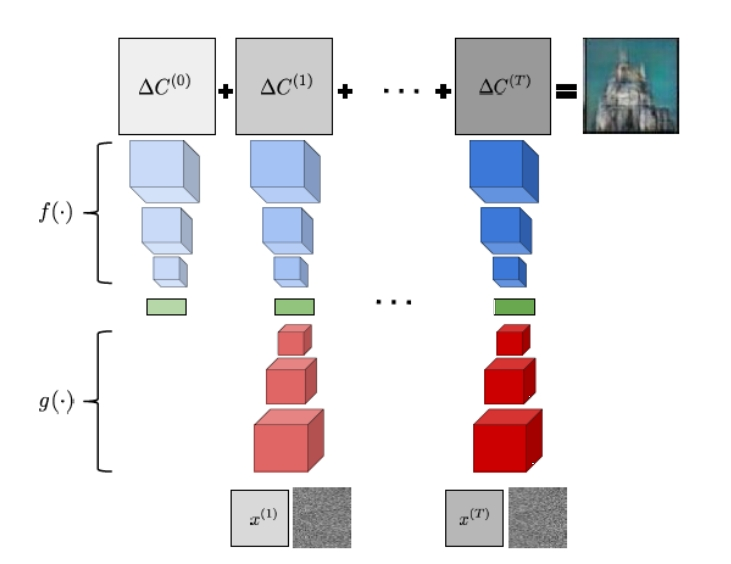 ΔC⁽⁰⁾ + ΔC⁽¹⁾ + ··· + ΔC⁽ᵀ⁾ =
f(·)
···
g(·)
x⁽¹⁾ x⁽ᵀ⁾